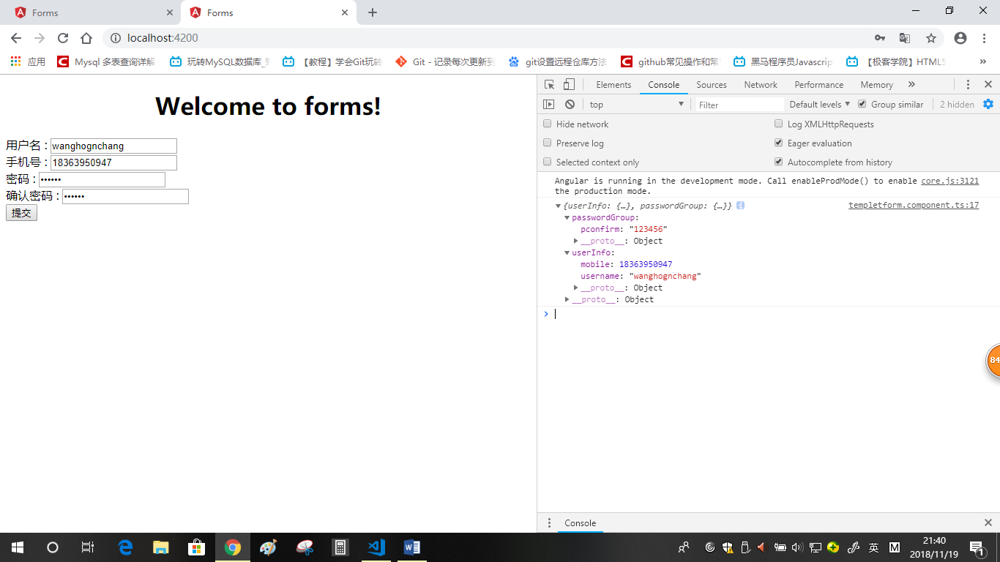 Forms
Forms
localhost:4200
应用 Mysql 多表查询详解 玩转MySQL数据库_ 【教程】学会Git玩转 Git - 记录每次更新到 git设置远程仓库方法 github常见操作和常 黑马程序员Javascrip 【极客学院】HTML5 »
Welcome to forms!
用户名 : wanghognchang
手机号 : 18363950947
密码 : ••••••
确认密码 : ••••••
提交
Elements Console Sources Network Performance Memory »
top Filter Default levels ▼ Group similar 2 hidden
Hide network Log XMLHttpRequests
Preserve log Eager evaluation
Selected context only Autocomplete from history
Angular is running in the development mode. Call enableProdMode() to enable core.js:3121
the production mode.
▼{userInfo: {…}, passwordGroup: {…}} i templetform.component.ts:17
▼passwordGroup:
pconfirm: "123456"
▶__proto__: Object
▼userInfo:
mobile: 18363950947
username: "wanghognchang"
▶__proto__: Object
▶__proto__: Object
>
84
Console
英 M 21:40
2018/11/19 1